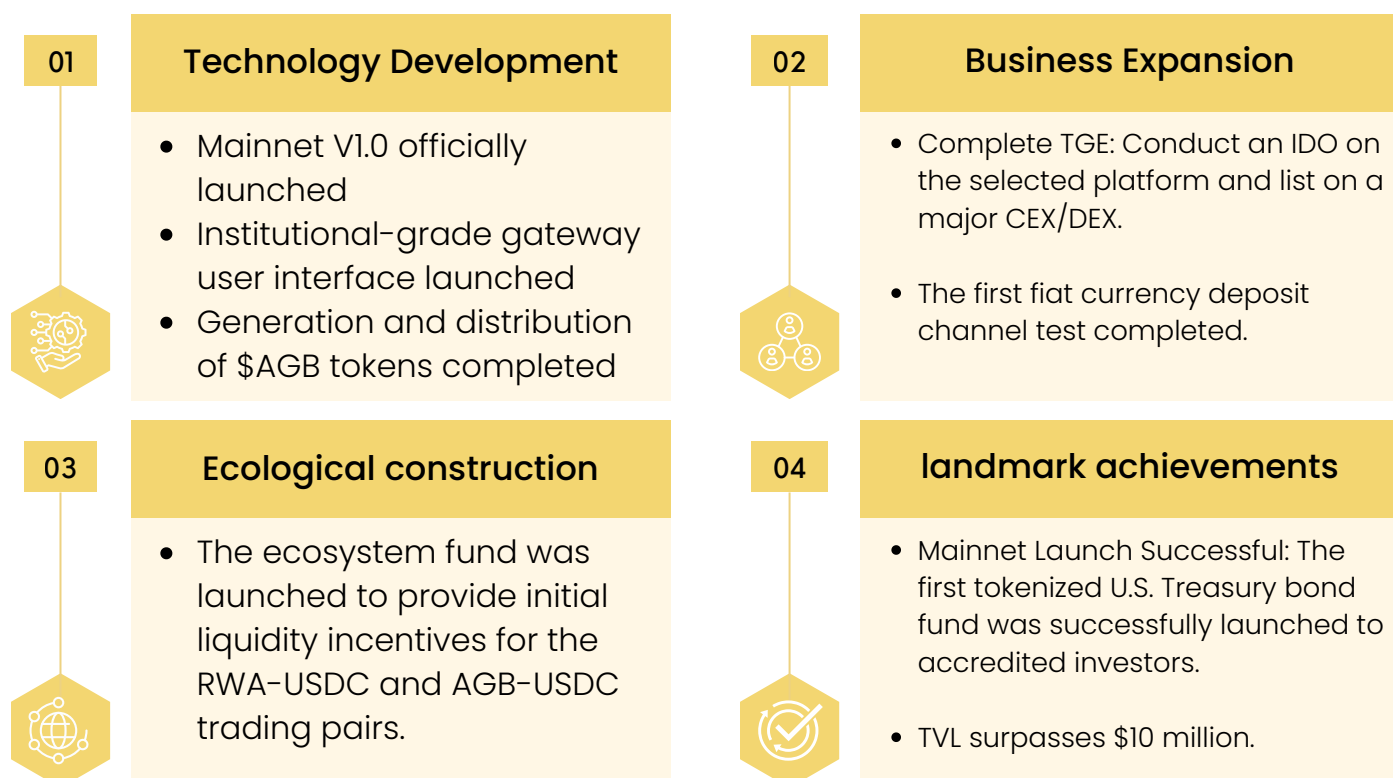 01
Technology Development
• Mainnet V1.0 officially
launched
• Institutional-grade gateway
user interface launched
• Generation and distribution
of $AGB tokens completed
02
Business Expansion
• Complete TGE: Conduct an IDO on
the selected platform and list on a
major CEX/DEX.
• The first fiat currency deposit
channel test completed.
03
Ecological construction
• The ecosystem fund was
launched to provide initial
liquidity incentives for the
RWA-USDC and AGB-USDC
trading pairs.
04
landmark achievements
• Mainnet Launch Successful: The
first tokenized U.S. Treasury bond
fund was successfully launched to
accredited investors.
• TVL surpasses $10 million.